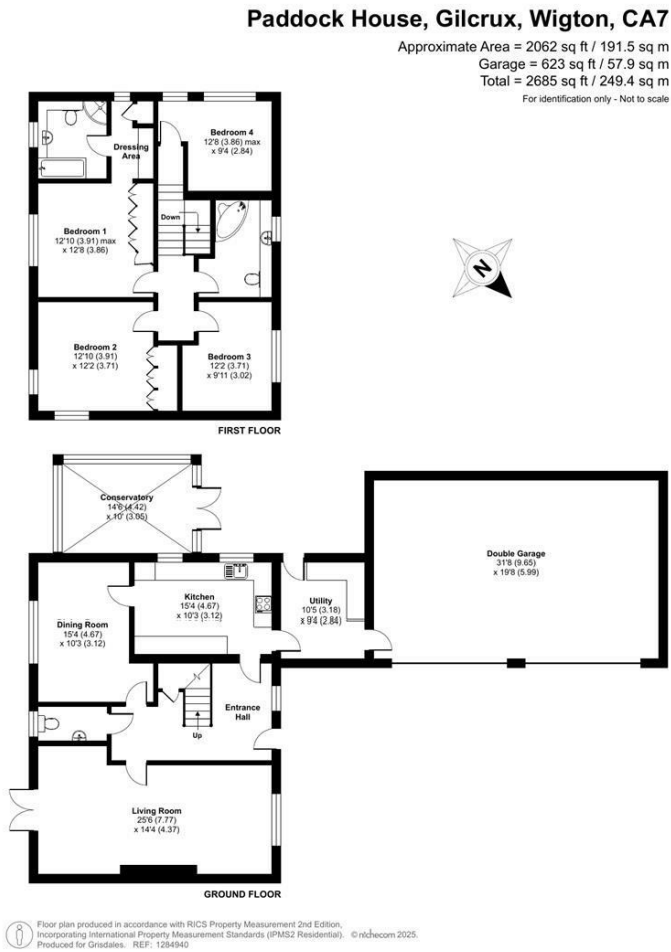 Paddock House, Gilcrux, Wigton, CA7
Approximate Area = 2062 sq ft / 191.5 sq m
Garage = 623 sq ft / 57.9 sq m
Total = 2685 sq ft / 249.4 sq m
For identification only - Not to scale
Dressing
Area
Bedroom 4
12'8 (3.86) max
x 9'4 (2.84)
Bedroom 1
12'10 (3.91) max
x 12'8 (3.86)
Down
N
Bedroom 2
12'10 (3.91)
x 12'2 (3.71)
Bedroom 3
12'2 (3.71)
x 9'11 (3.02)
FIRST FLOOR
Conservatory
14'6 (4.42)
x 10' (3.05)
Double Garage
31'8 (9.65)
x 19'8 (5.99)
Kitchen
15'4 (4.67)
x 10'3 (3.12)
Utility
10'5 (3.18)
x 9'4 (2.84)
Dining Room
15'4 (4.67)
x 10'3 (3.12)
Entrance
Hall
Up
Living Room
25'6 (7.77)
x 14'4 (4.37)
GROUND FLOOR
Floor plan produced in accordance with RICS Property Measurement 2nd Edition,
Incorporating International Property Measurement Standards (IPMS2 Residential). © nichecom 2025.
Produced for Grisdales. REF: 1284940